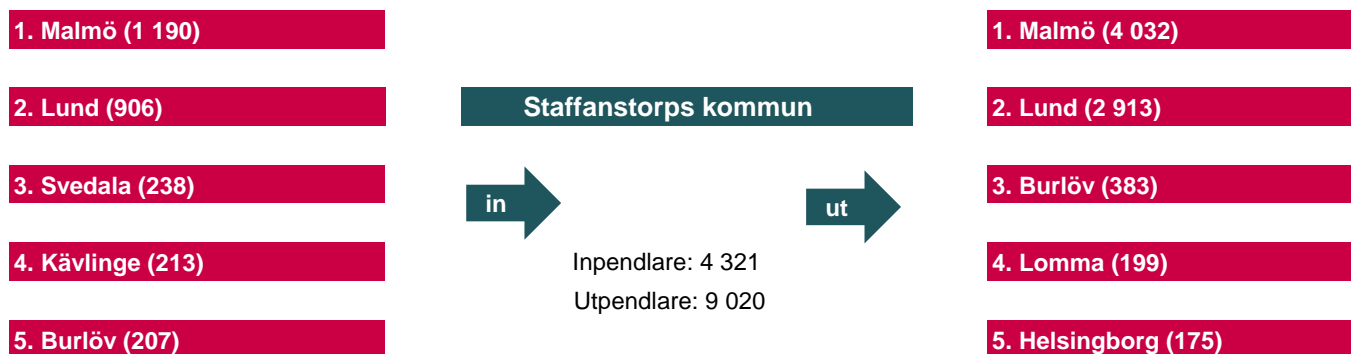 1. Malmö (1 190)
2. Lund (906)
3. Svedala (238)
4. Kävlinge (213)
5. Burlöv (207)
Staffanstorps kommun
in
ut
Inpendlare: 4 321
Utpendlare: 9 020
1. Malmö (4 032)
2. Lund (2 913)
3. Burlöv (383)
4. Lomma (199)
5. Helsingborg (175)